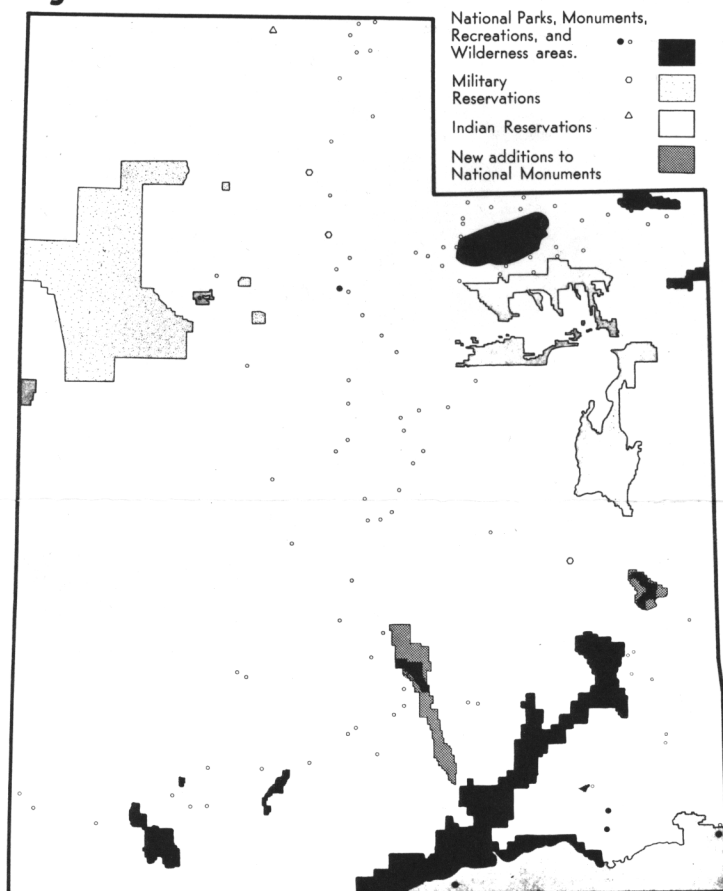 National Parks, Monuments,
Recreations, and
Wilderness areas.
Military
Reservations
Indian Reservations
New additions to
National Monuments